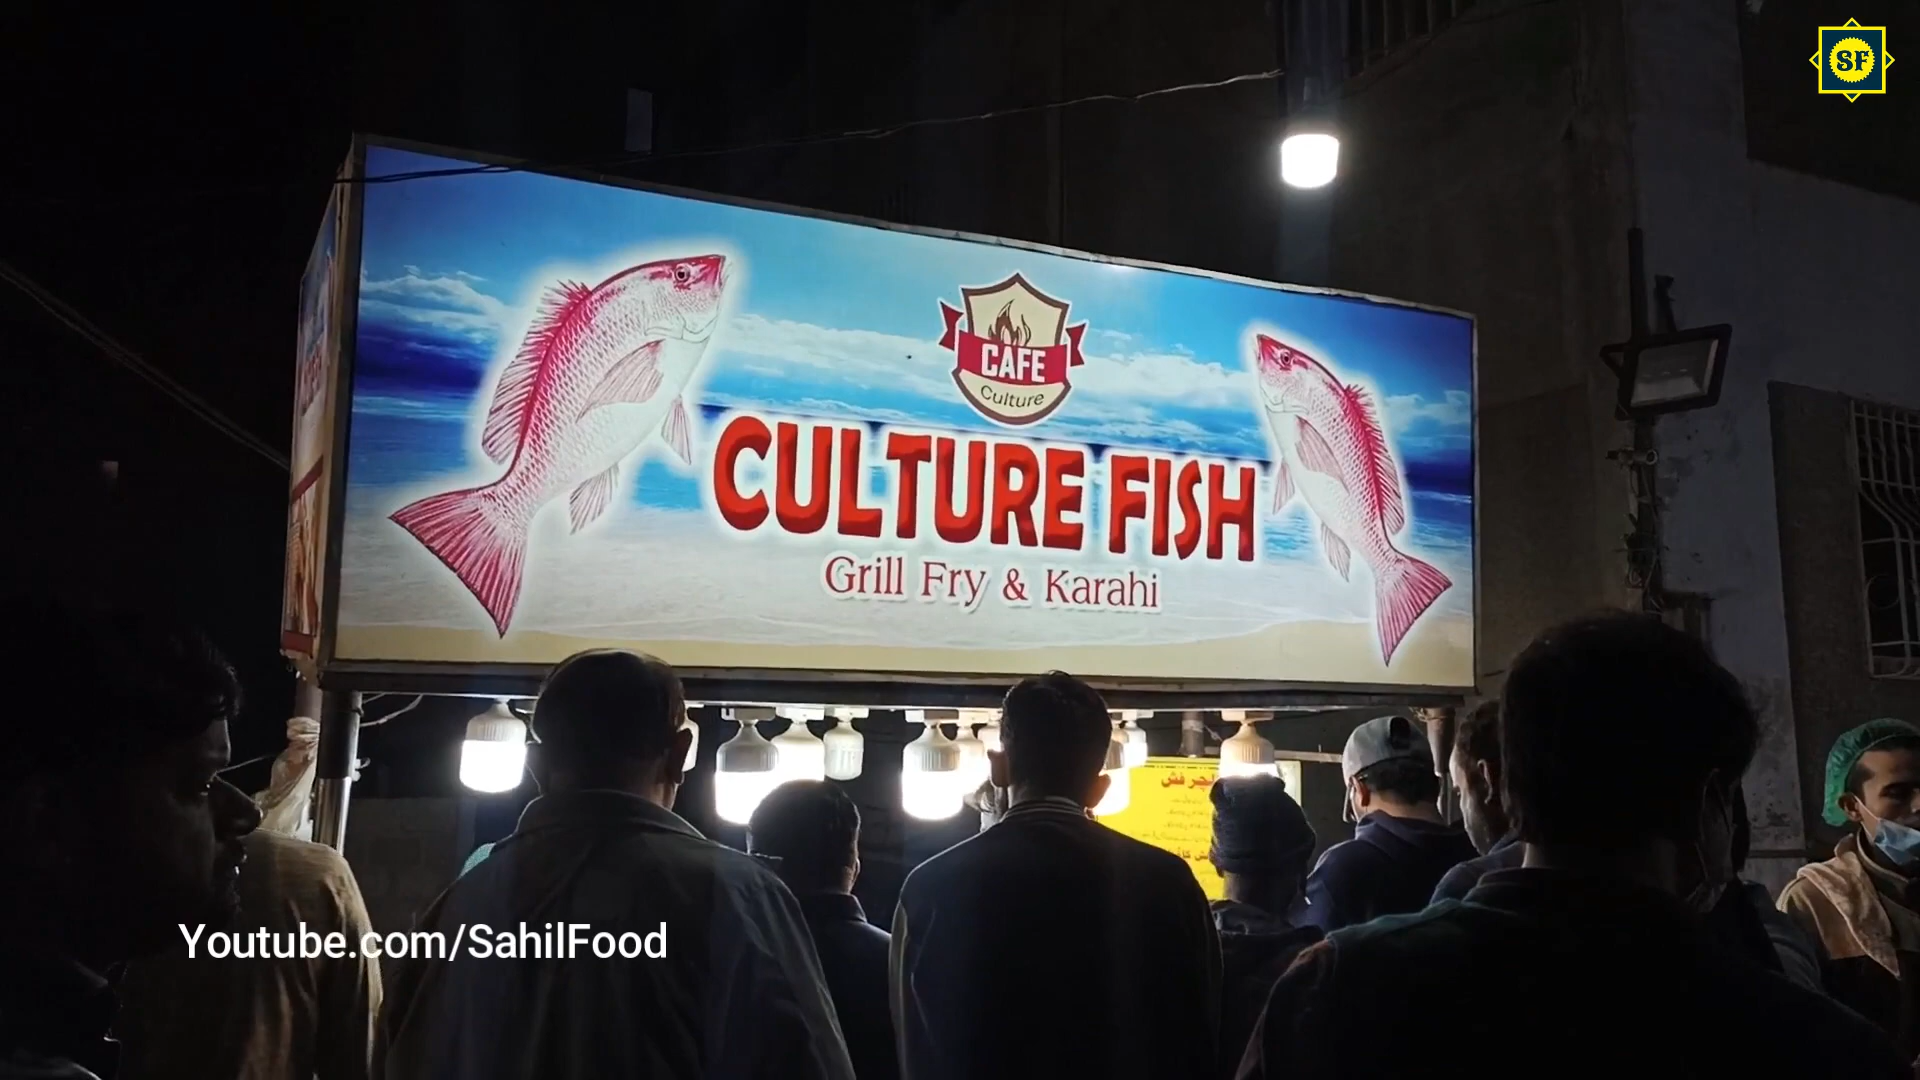 SF
CAFE
Culture
CULTURE FISH
Grill Fry & Karahi
Youtube.com/SahilFood